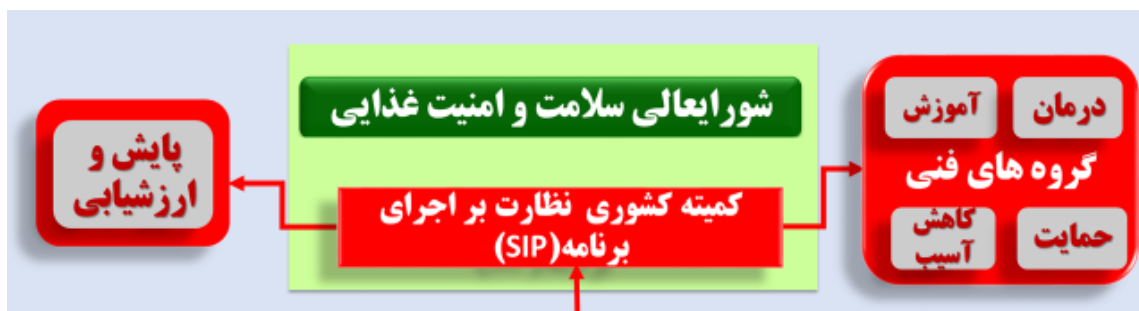 شورایعالی سلامت و امنیت غذایی
درمان
آموزش
گروه های فنی
حمایت
کاهش
آسیب
کمیته کشوری نظارت بر اجرای
برنامه(SIP)
پایش و
ارزشیابی